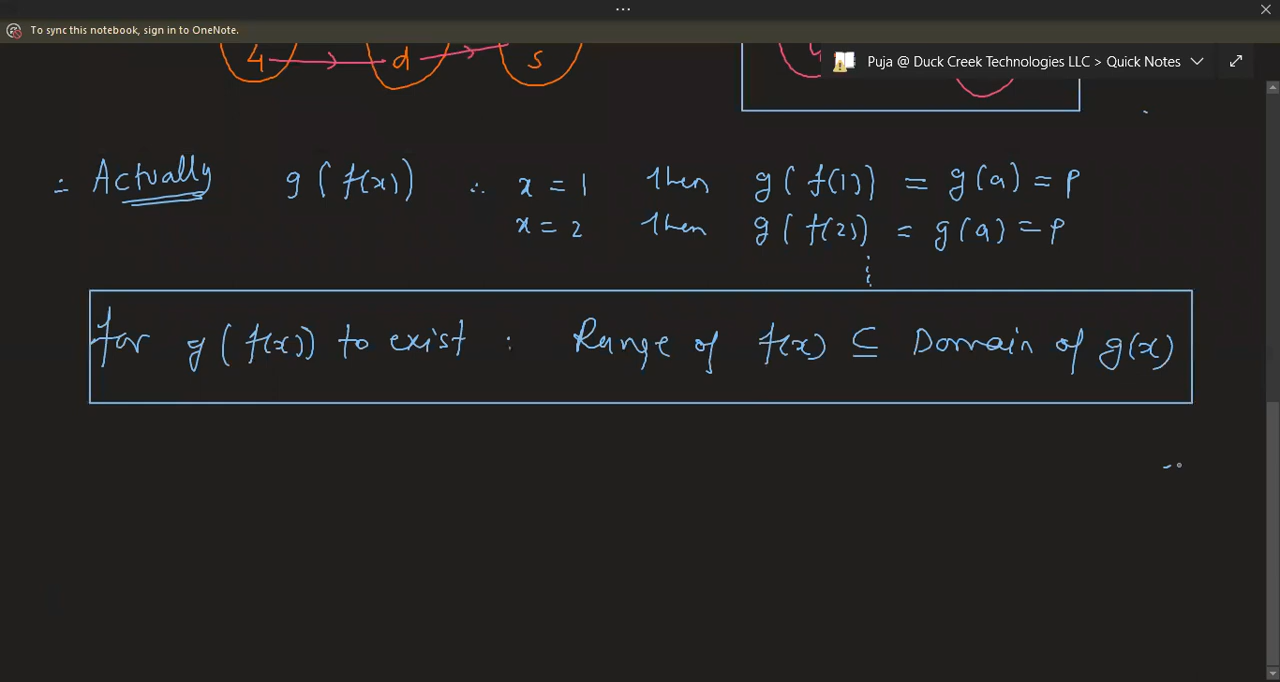 ...
To sync this notebook, sign in to OneNote.
4 d s
Puja @ Duck Creek Technologies LLC > Quick Notes
= Actually g(f(x)) ∴ x = 1 then g(f(1)) = g(a) = p
x = 2 then g(f(2)) = g(a) = p
for g(f(x)) to exist : Range of f(x) ⊆ Domain of g(x)